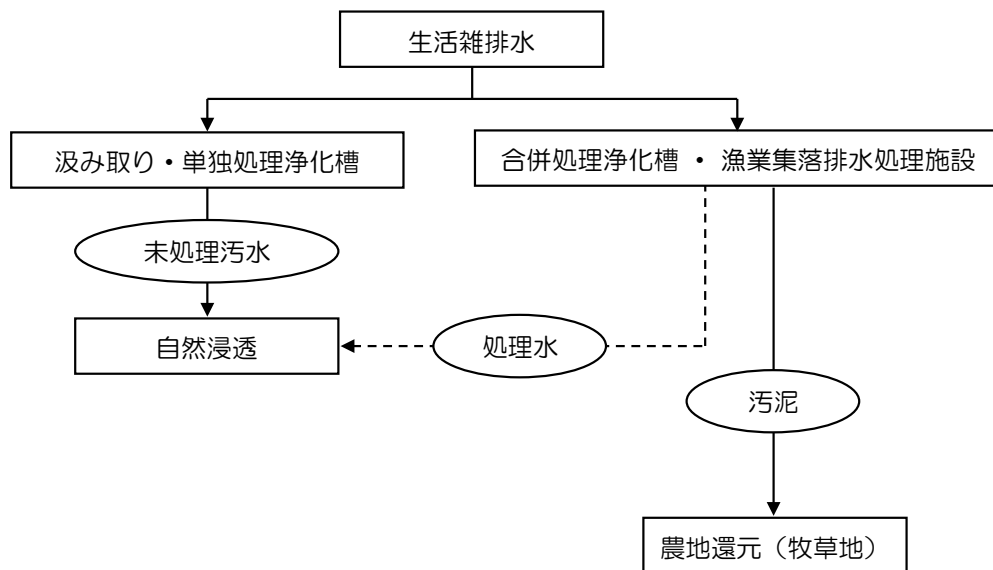 生活雑排水
汲み取り・単独処理浄化槽
合併処理浄化槽 ・ 漁業集落排水処理施設
未処理汚水
自然浸透
処理水
汚泥
農地還元（牧草地）